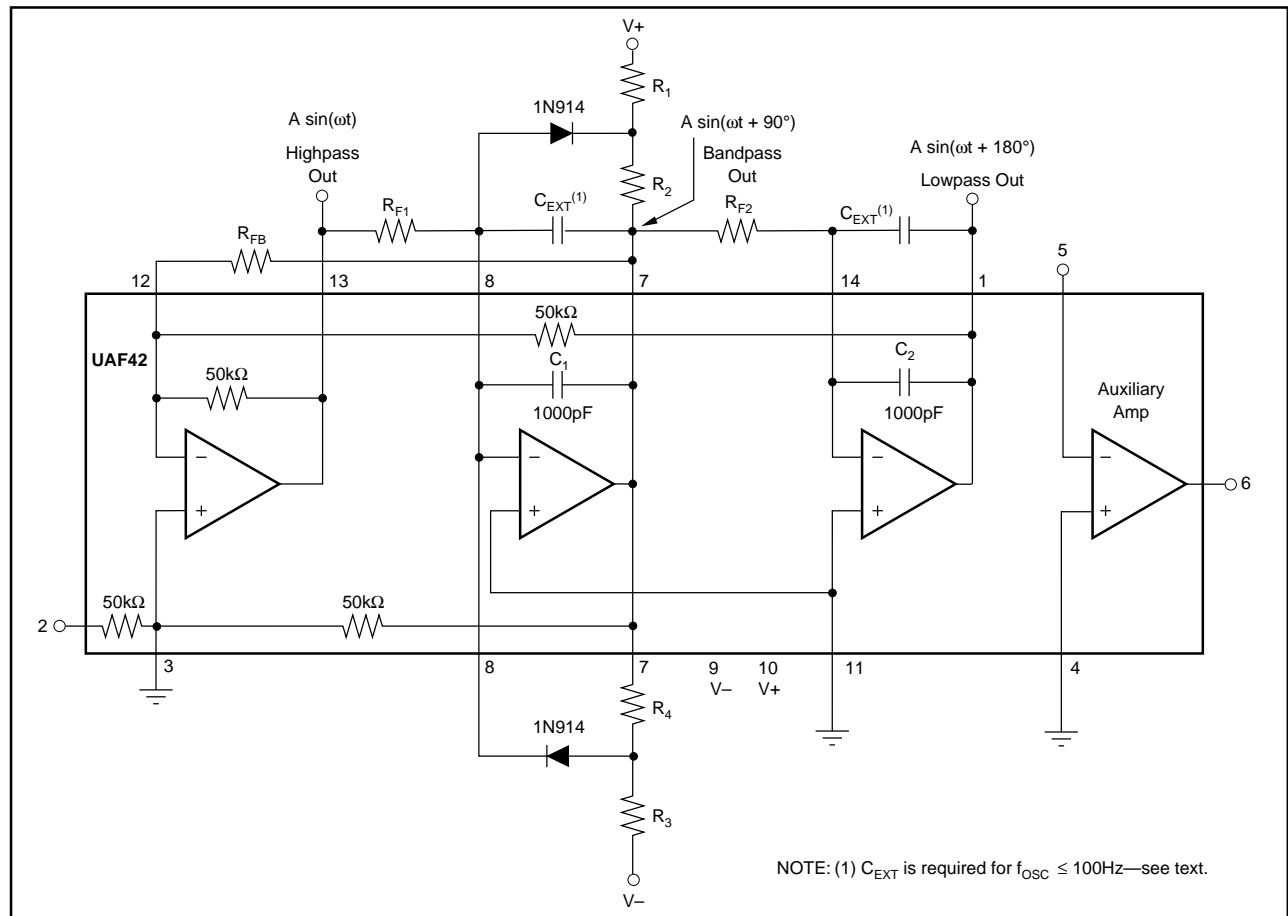 V+
R1
1N914
A sin(ωt)
Highpass
Out
A sin(ωt + 90°)
Bandpass
Out
A sin(ωt + 180°)
Lowpass Out
R2
RF1
CEXT(1)
RF2
CEXT(1)
RFB
12
13
8
7
14
1
5
50kΩ
UAF42
50kΩ
C1
1000pF
C2
1000pF
Auxiliary
Amp
−
+
−
+
−
+
−
+
6
50kΩ
50kΩ
2
3
8
7
9
V–
10
V+
11
4
R4
1N914
R3
V–
NOTE: (1) CEXT is required for fOSC ≤ 100Hz—see text.